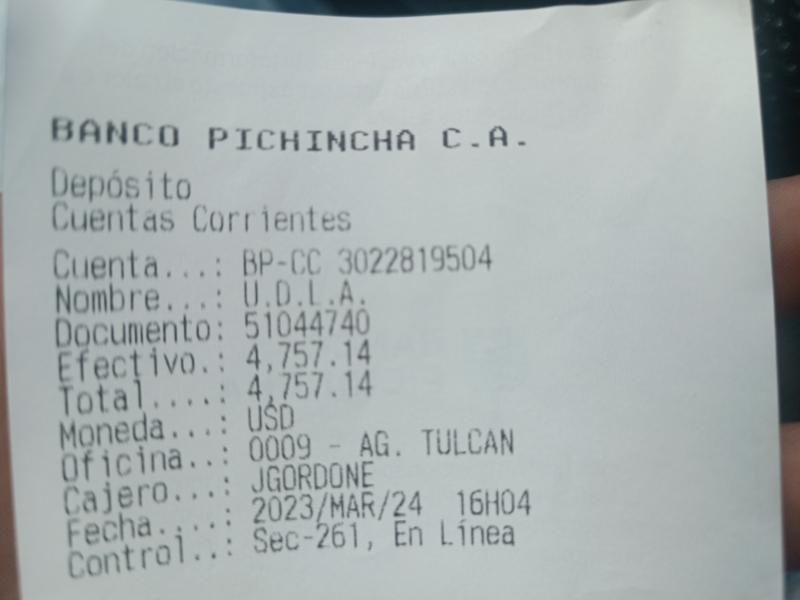 BANCO PICHINCHA C.A.
Depósito
Cuentas Corrientes
Cuenta...: BP-CC 3022819504
Nombre...: U.D.L.A.
Documento: 51044740
Efectivo.: 4,757.14
Total....: 4,757.14
Moneda...: USD
Oficina..: 0009 - AG. TULCAN
Cajero...: JGORDONE
Fecha....: 2023/MAR/24 16H04
Control..: Sec-261, En Línea